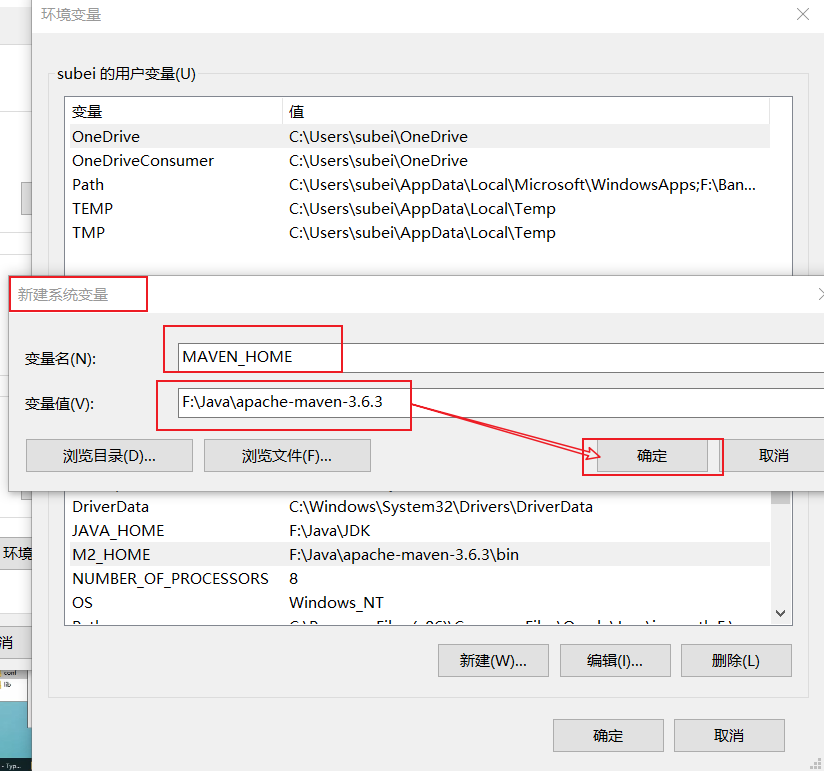 环境变量
subei 的用户变量(U)
变量 值
OneDrive C:\Users\subei\OneDrive
OneDriveConsumer C:\Users\subei\OneDrive
Path C:\Users\subei\AppData\Local\Microsoft\WindowsApps;F:\Ban...
TEMP C:\Users\subei\AppData\Local\Temp
TMP C:\Users\subei\AppData\Local\Temp
新建系统变量
变量名(N): MAVEN_HOME
变量值(V): F:\Java\apache-maven-3.6.3
浏览目录(D)... 浏览文件(F)... 确定 取消
DriverData C:\Windows\System32\Drivers\DriverData
JAVA_HOME F:\Java\JDK
环境
M2_HOME F:\Java\apache-maven-3.6.3\bin
NUMBER_OF_PROCESSORS 8
OS Windows_NT
消
新建(W)... 编辑(I)... 删除(L)
conf
lib
确定 取消
- Typ...